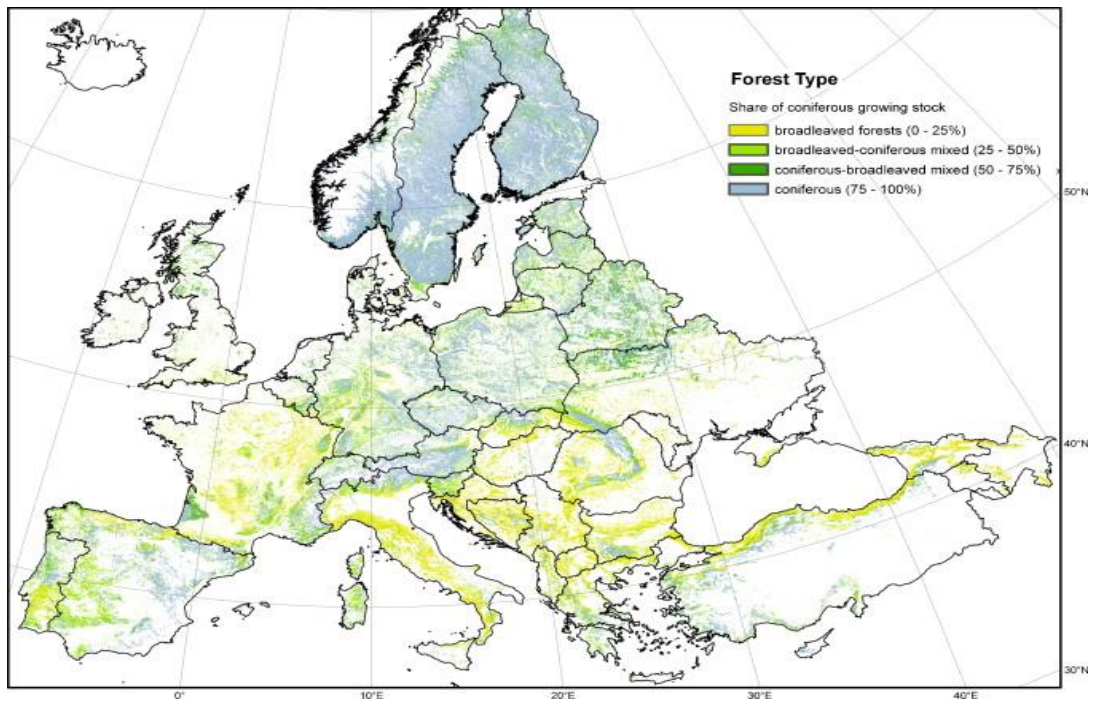 Forest Type
Share of coniferous growing stock
broadleaved forests (0 - 25%)
broadleaved-coniferous mixed (25 - 50%)
coniferous-broadleaved mixed (50 - 75%)
coniferous (75 - 100%)
50°N
40°N
30°N
0° 10°E 20°E 30°E 40°E